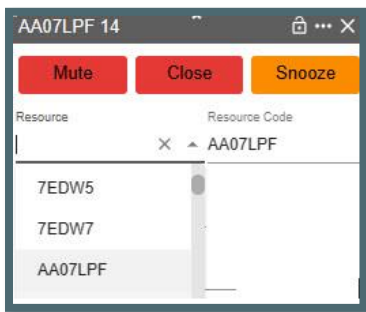 AA07LPF 14
Mute Close Snooze
Resource Resource Code
AA07LPF
7EDW5
7EDW7
AA07LPF